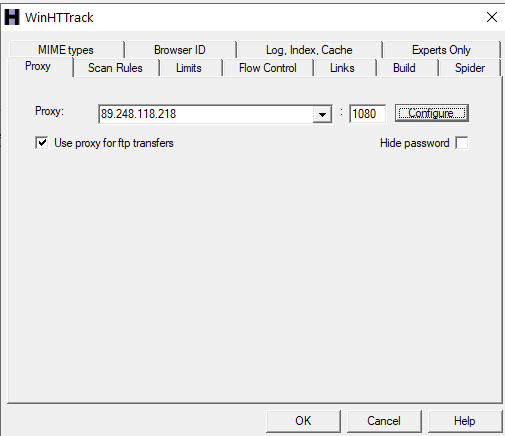 WinHTTrack
MIME types Browser ID Log, Index, Cache Experts Only
Proxy Scan Rules Limits Flow Control Links Build Spider
Proxy: 89.248.118.218 : 1080 Configure
Use proxy for ftp transfers Hide password
OK Cancel Help